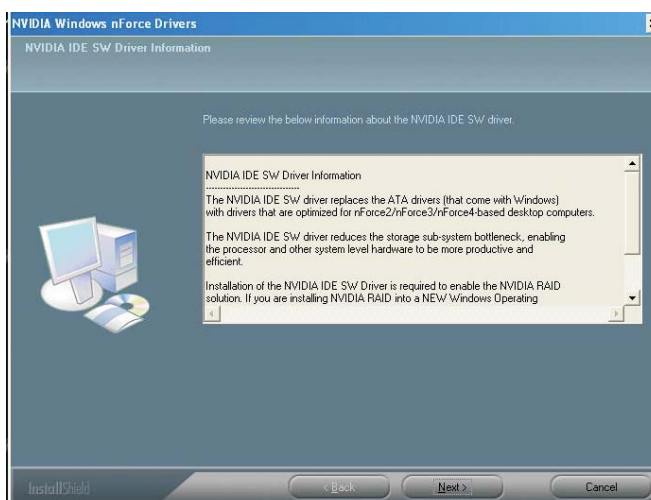 NVIDIA Windows nForce Drivers
NVIDIA IDE SW Driver Information
Please review the below information about the NVIDIA IDE SW driver.
NVIDIA IDE SW Driver Information
--------------------------------
The NVIDIA IDE SW driver replaces the ATA drivers (that come with Windows)
with drivers that are optimized for nForce2/nForce3/nForce4-based desktop computers.
The NVIDIA IDE SW driver reduces the storage sub-system bottleneck, enabling
the processor and other system level hardware to be more productive and
efficient.
Installation of the NVIDIA IDE SW Driver is required to enable the NVIDIA RAID
solution. If you are installing NVIDIA RAID into a NEW Windows Operating
InstallShield
< Back
Next >
Cancel